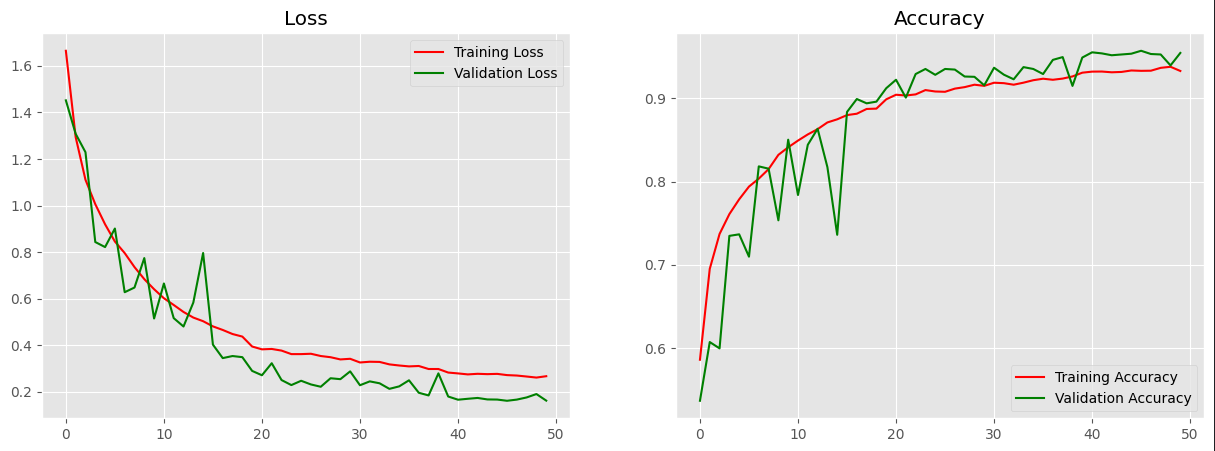 Loss
Training Loss
Validation Loss
1.6
1.4
1.2
1.0
0.8
0.6
0.4
0.2
0 10 20 30 40 50
Accuracy
0.9
0.8
0.7
0.6
Training Accuracy
Validation Accuracy
0 10 20 30 40 50